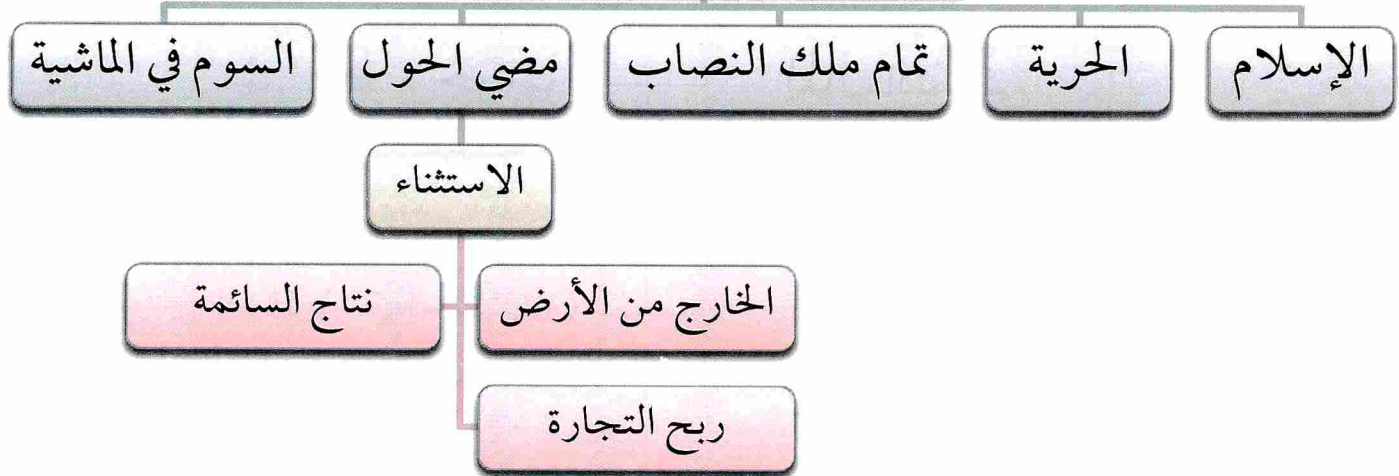 الإسلام
الحرية
تمام ملك النصاب
مضي الحول
السوم في الماشية
الاستثناء
الخارج من الأرض
نتاج السائمة
ربح التجارة